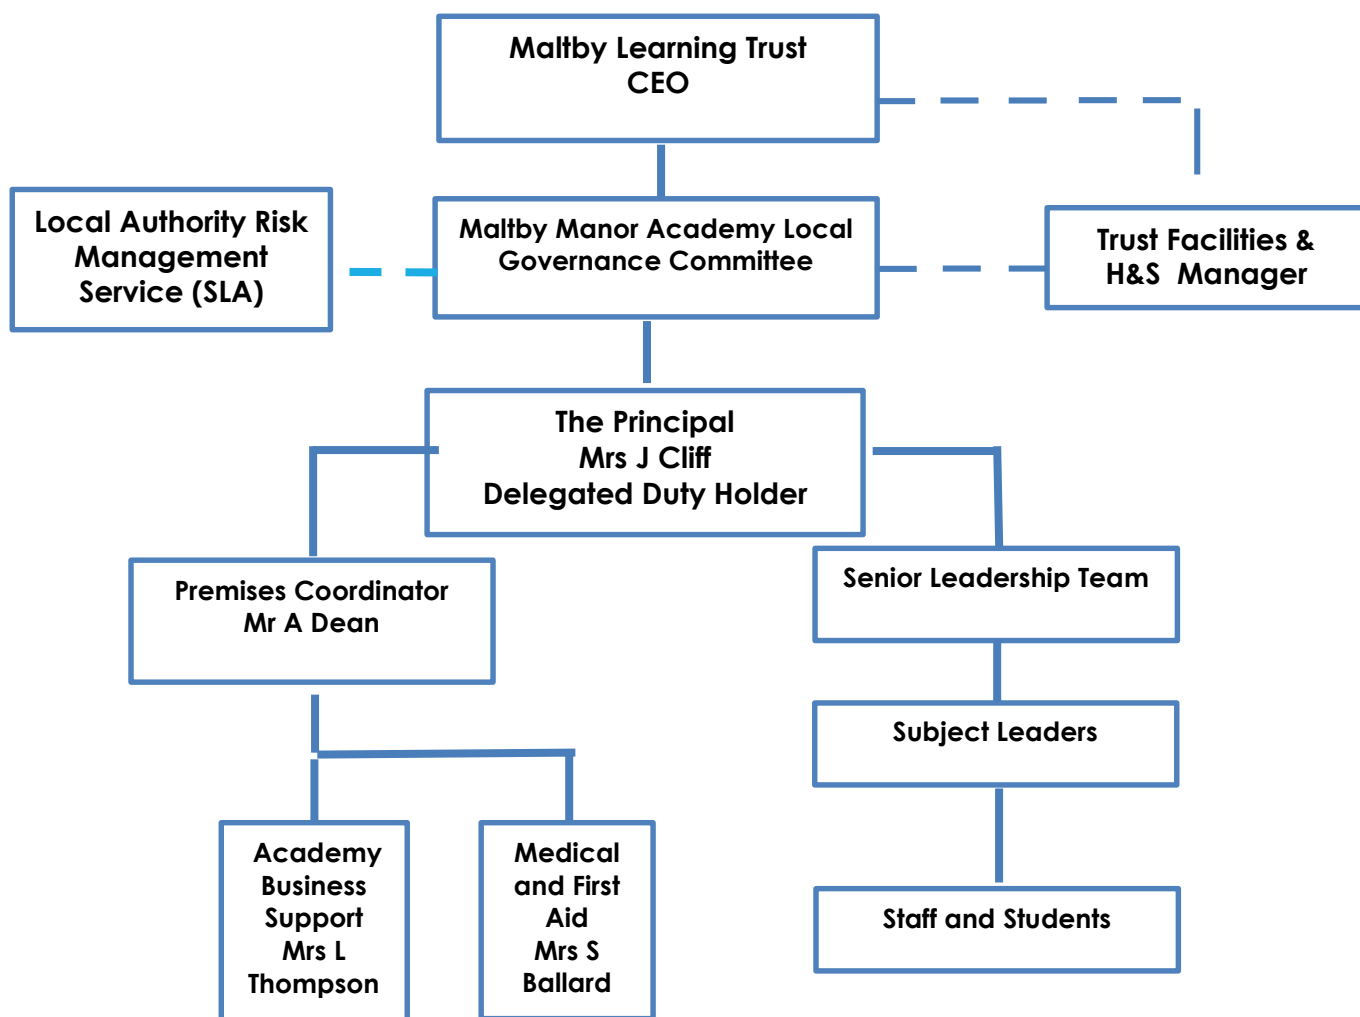 Maltby Learning Trust
CEO
Local Authority Risk
Management
Service (SLA)
Maltby Manor Academy Local
Governance Committee
Trust Facilities &
H&S Manager
The Principal
Mrs J Cliff
Delegated Duty Holder
Premises Coordinator
Mr A Dean
Senior Leadership Team
Subject Leaders
Academy
Business
Support
Mrs L
Thompson
Medical
and First
Aid
Mrs S
Ballard
Staff and Students